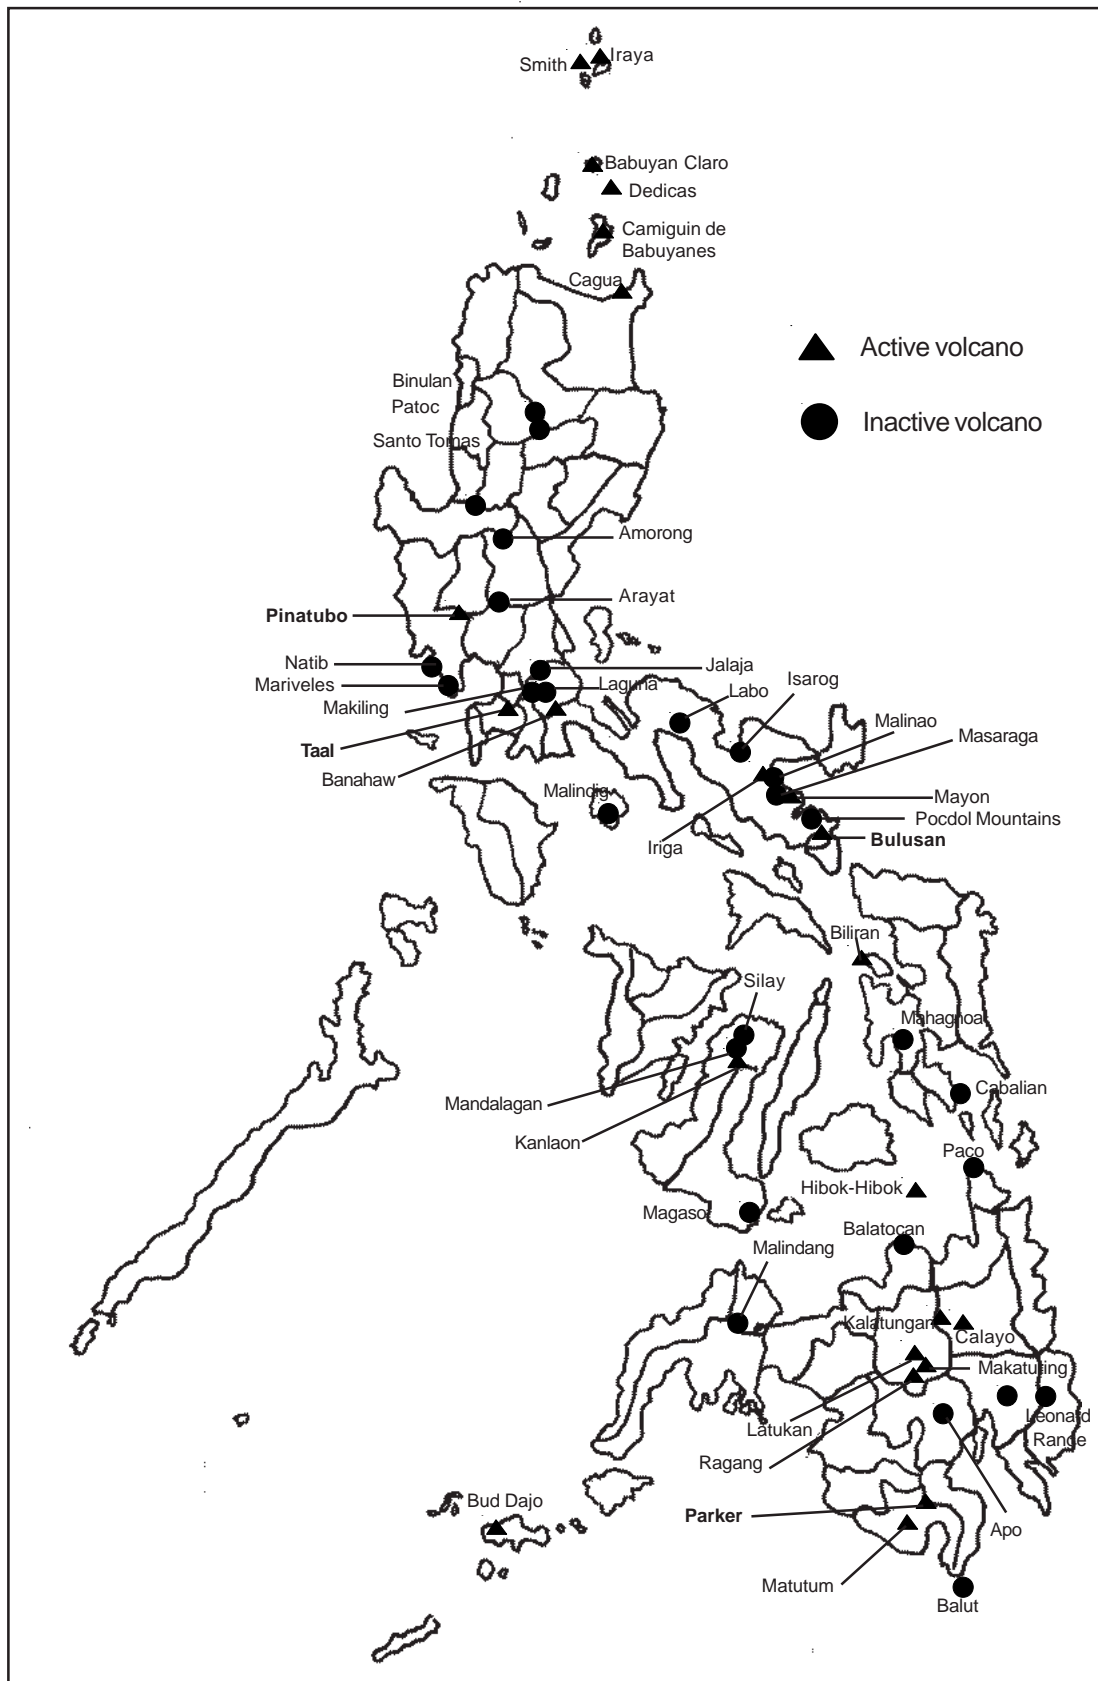 Iraya
Smith
Babuyan Claro
Dedicas
Camiguin de
Babuyanes
Cagua
Active volcano
Binulan
Patoc
Inactive volcano
Santo Tomas
Amorong
Arayat
Pinatubo
Natib
Jalaja
Mariveles
Laguna
Isarog
Labo
Makiling
Malinao
Masaraga
Taal
Banahaw
Malindig
Mayon
Pocdol Mountains
Iriga
Bulusan
Biliran
Silay
Mahagnoa
Cabalian
Mandalagan
Kanlaon
Paco
Hibok-Hibok
Magaso
Balatocan
Malindang
Kalatungan
Calayo
Makaturing
Leonard
Range
Latukan
Ragang
Bud Dajo
Parker
Apo
Matutum
Balut